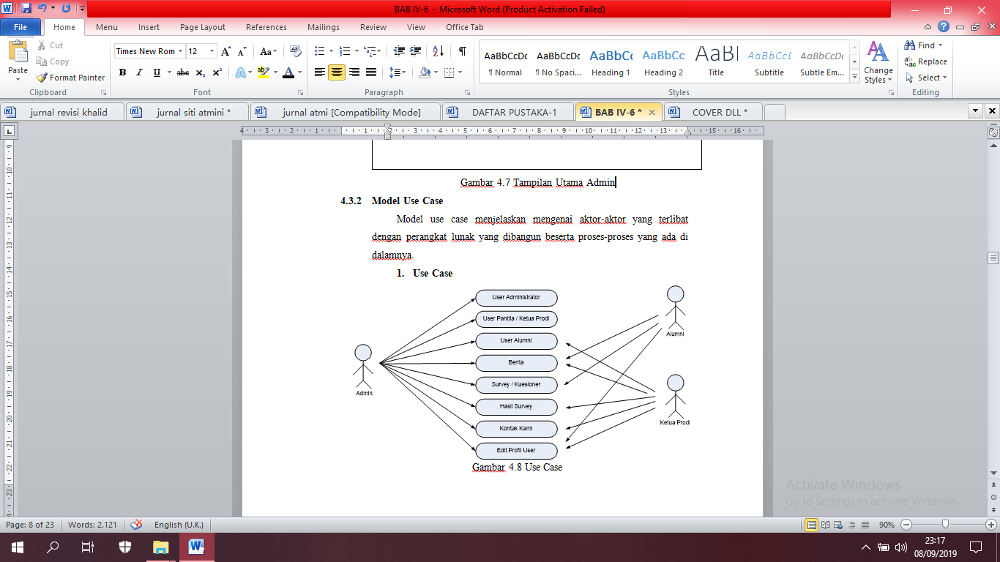 BAB IV-6 - Microsoft Word (Product Activation Failed)
File Home Menu Insert Page Layout References Mailings Review View Office Tab
Paste
Cut
Copy
Format Painter
Clipboard
Times New Rom 12
Font
Paragraph
AaBbCcDc AaBbCcDc AaBbCc AaBbCc AaBl AaBbCcL AaBbCcDc
¶ Normal ¶ No Spaci... Heading 1 Heading 2 Title Subtitle Subtle Em...
Change Styles
Styles
Find
Replace
Select
Editing
jurnal revisi khalid jurnal siti atmini * jurnal atmi [Compatibility Mode] DAFTAR PUSTAKA-1 BAB IV-6 * COVER DLL *
Gambar 4.7 Tampilan Utama Admin
4.3.2 Model Use Case
Model use case menjelaskan mengenai aktor-aktor yang terlibat
dengan perangkat lunak yang dibangun beserta proses-proses yang ada di
dalamnya.
1. Use Case
User Administrator
User Panitia / Ketua Prodi
User Alumni
Berita
Survey / Kuesioner
Hasil Survey
Kontak Kami
Edit Profil User
Admin
Alumni
Ketua Prodi
Gambar 4.8 Use Case
Activate Windows
Go to Settings to activate Windows.
Page: 8 of 23 Words: 2.121 English (U.K.) 90%
23:17
08/09/2019